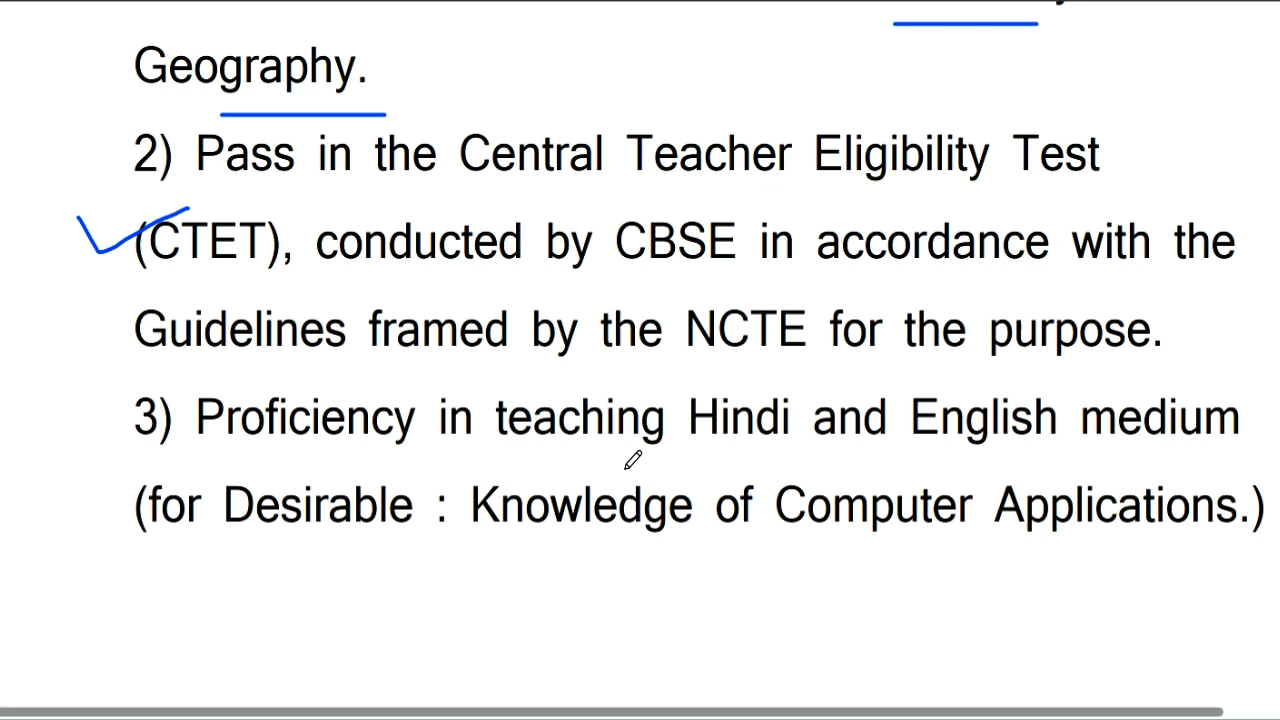 Geography.
2) Pass in the Central Teacher Eligibility Test
(CTET), conducted by CBSE in accordance with the
Guidelines framed by the NCTE for the purpose.
3) Proficiency in teaching Hindi and English medium
(for Desirable : Knowledge of Computer Applications.)